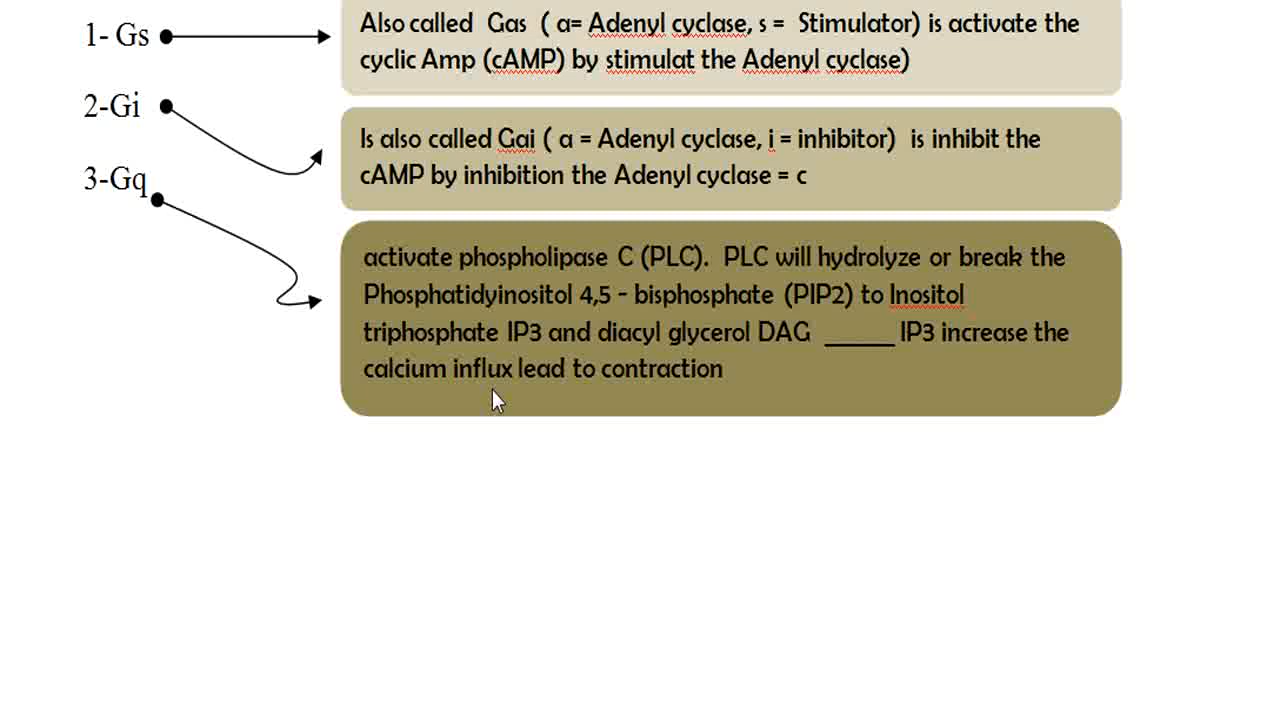 1- Gs
Also called Gas ( a= Adenyl cyclase, s = Stimulator) is activate the
cyclic Amp (cAMP) by stimulat the Adenyl cyclase)
2-Gi
Is also called Gai ( a = Adenyl cyclase, i = inhibitor) is inhibit the
cAMP by inhibition the Adenyl cyclase = c
3-Gq
activate phospholipase C (PLC). PLC will hydrolyze or break the
Phosphatidyinositol 4,5 - bisphosphate (PIP2) to Inositol
triphosphate IP3 and diacyl glycerol DAG _____ IP3 increase the
calcium influx lead to contraction